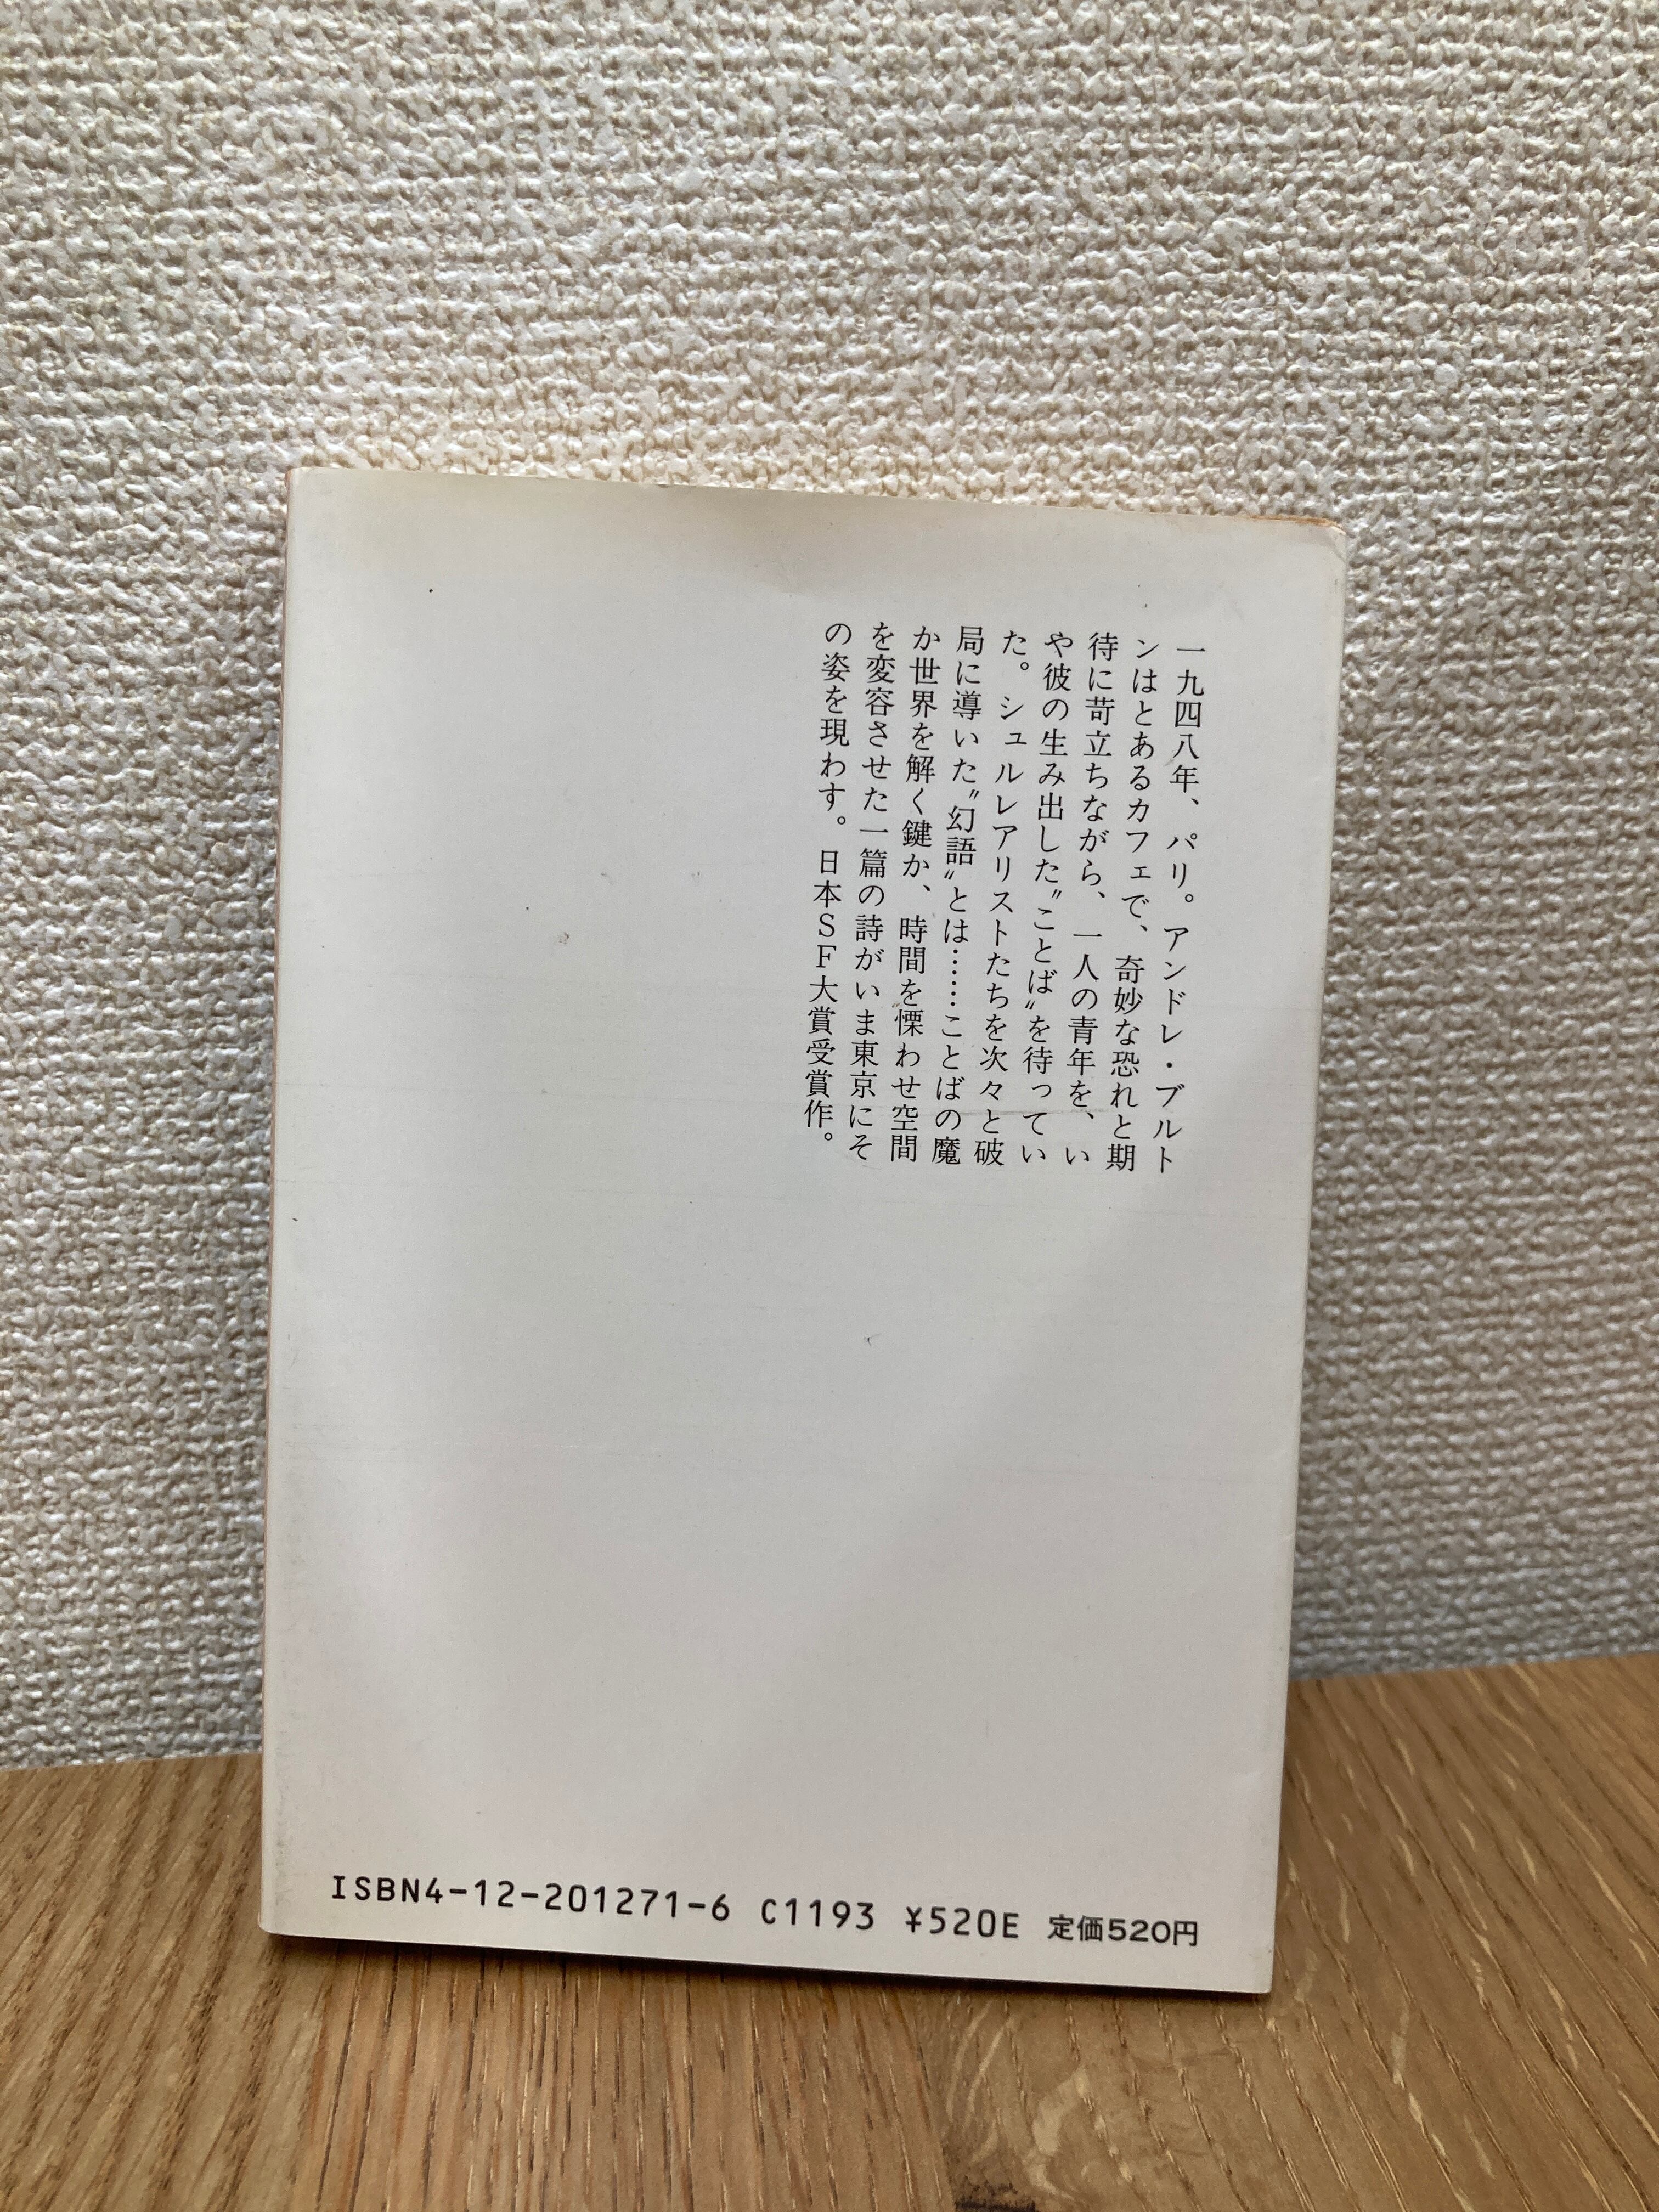 一九四八年、パリ。アンドレ・ブルト
ンはとあるカフェで、奇妙な恐れと期
待に苛立ちながら、一人の青年を、い
や彼の生み出した〝ことば〟を待ってい
た。シュルレアリストたちを次々と破
局に導いた〝幻語〟とは……ことばの魔
か世界を解く鍵か、時間を慄わせ空間
を変容させた一篇の詩がいま東京にそ
の姿を現わす。日本ＳＦ大賞受賞作。
ISBN4-12-201271-6 C1193 ¥520E 定価520円